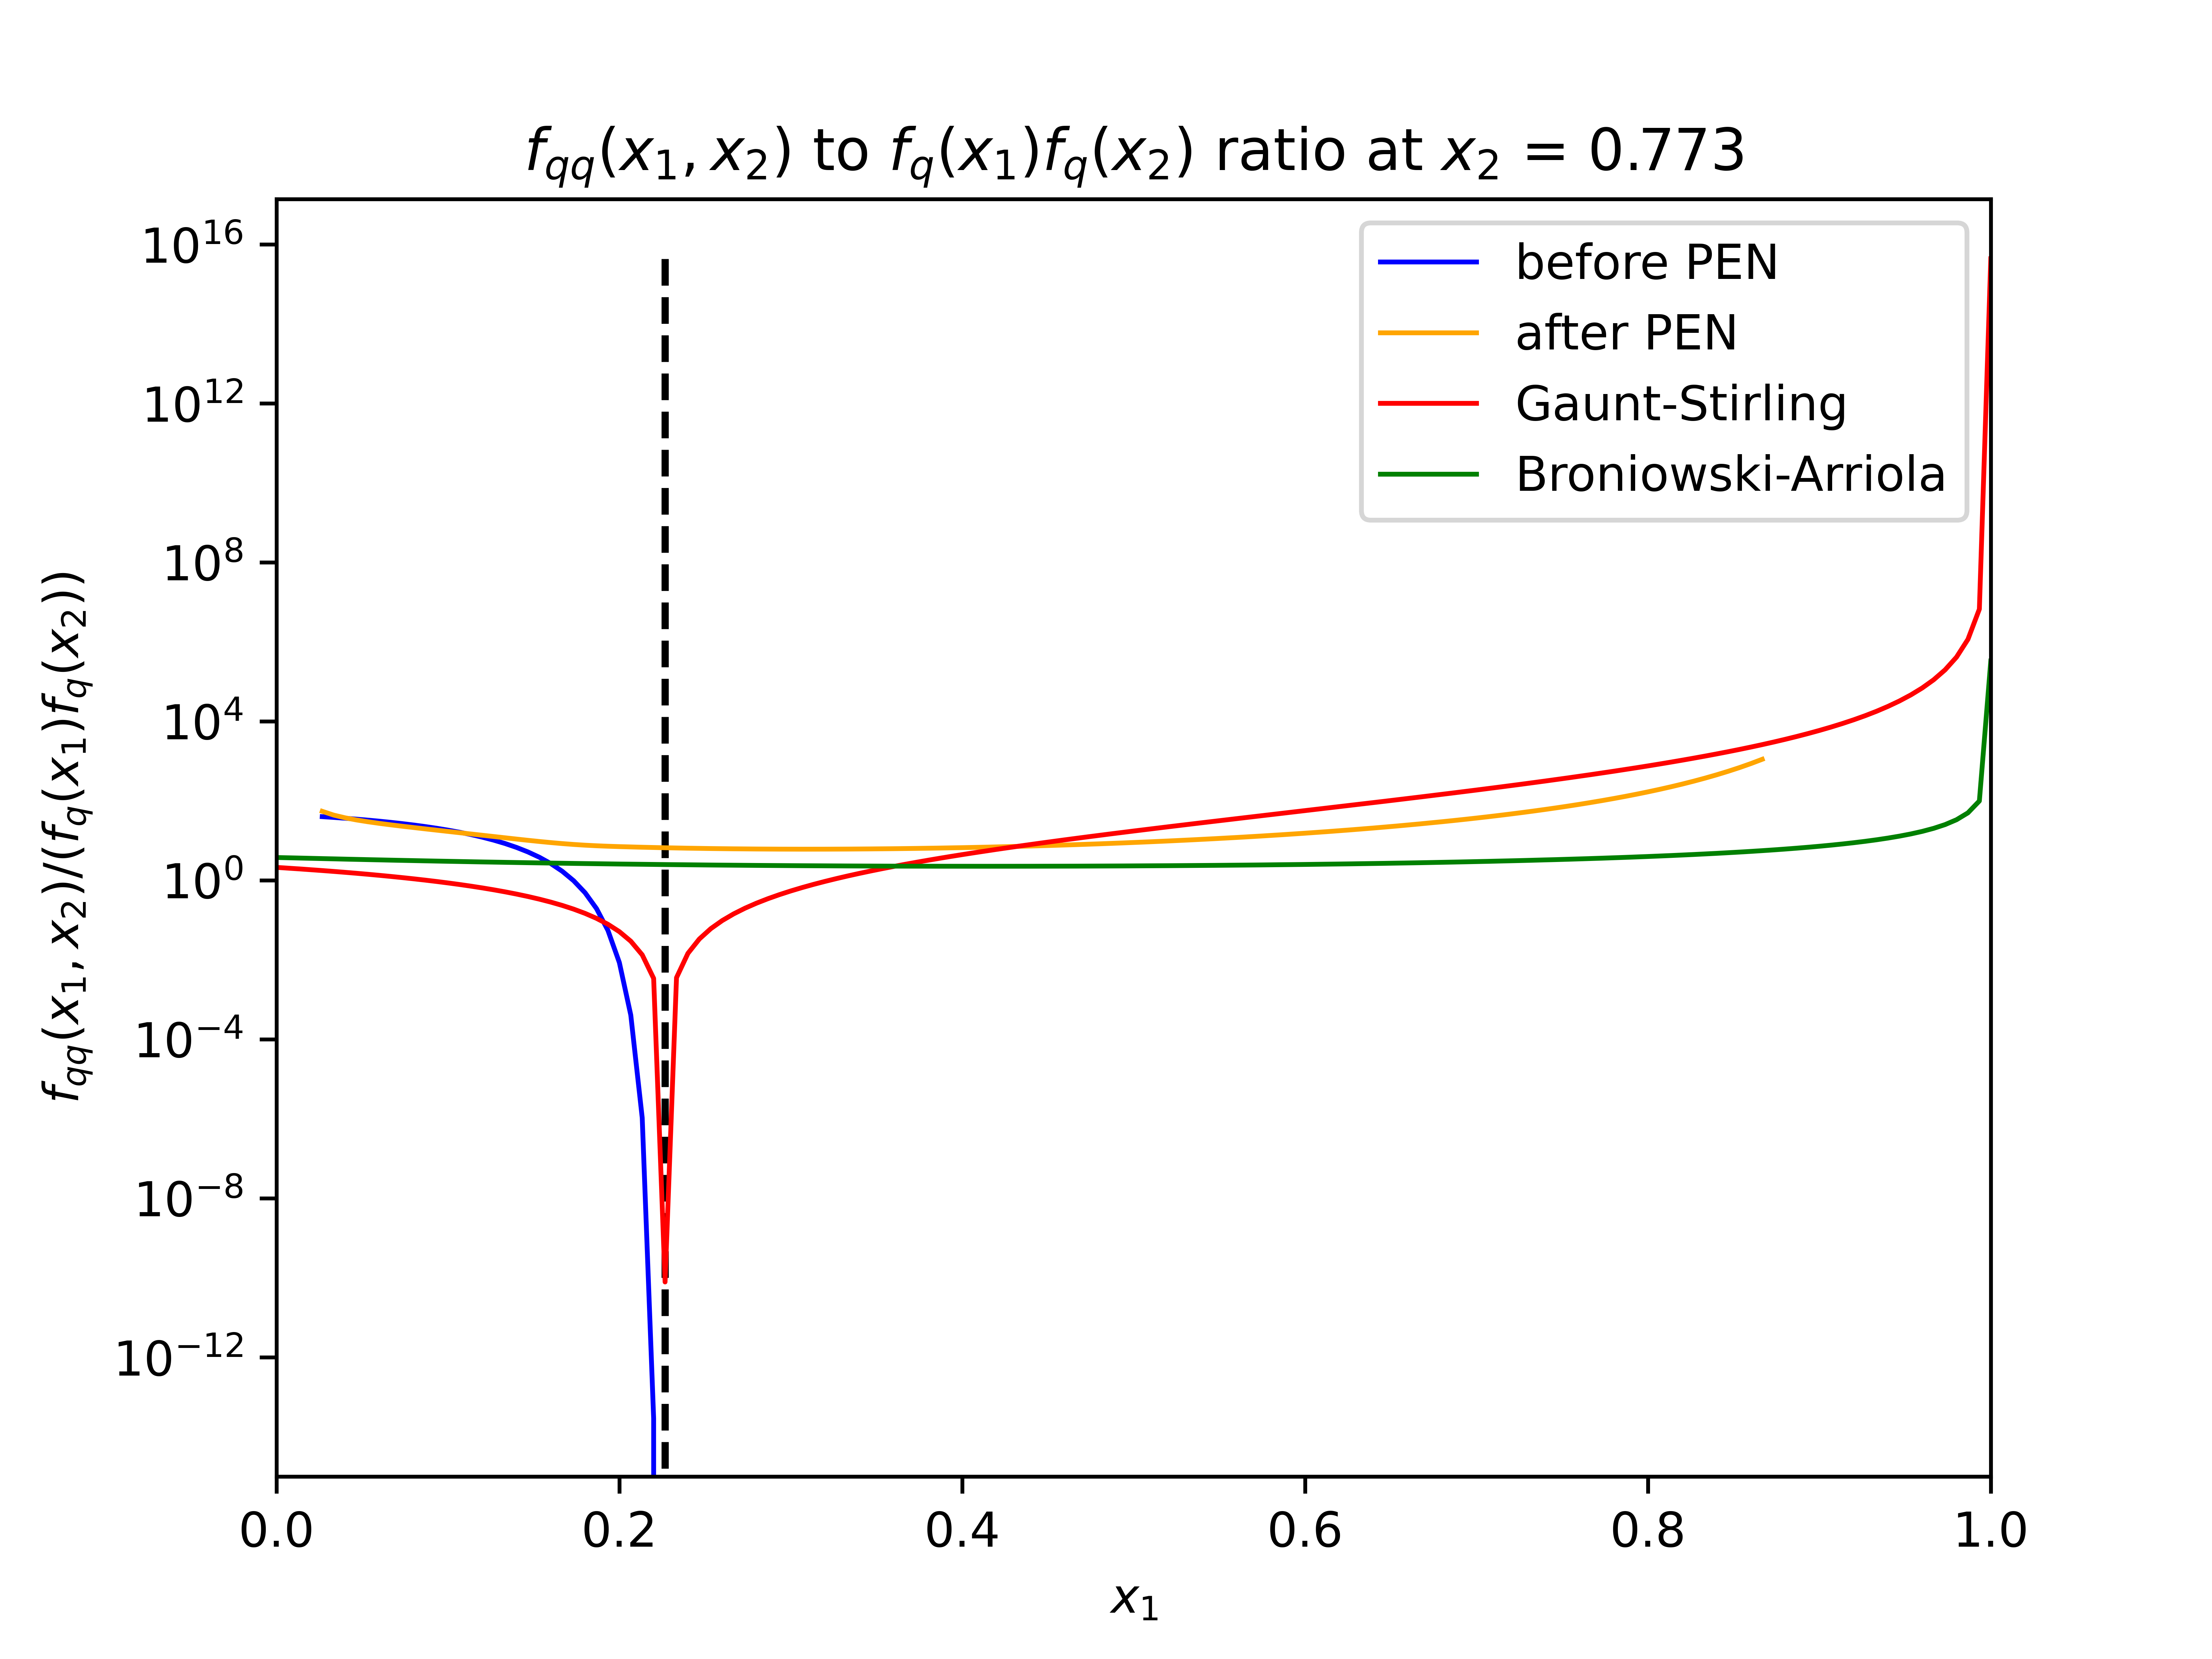 f_{qq}(x_1, x_2) to f_q(x_1)f_q(x_2) ratio at x_2 = 0.773
f_{qq}(x_1, x_2)/(f_q(x_1)f_q(x_2))
10^{16}
10^{12}
10^8
10^4
10^0
10^{−4}
10^{−8}
10^{−12}
before PEN
after PEN
Gaunt-Stirling
Broniowski-Arriola
0.0 0.2 0.4 0.6 0.8 1.0
x_1